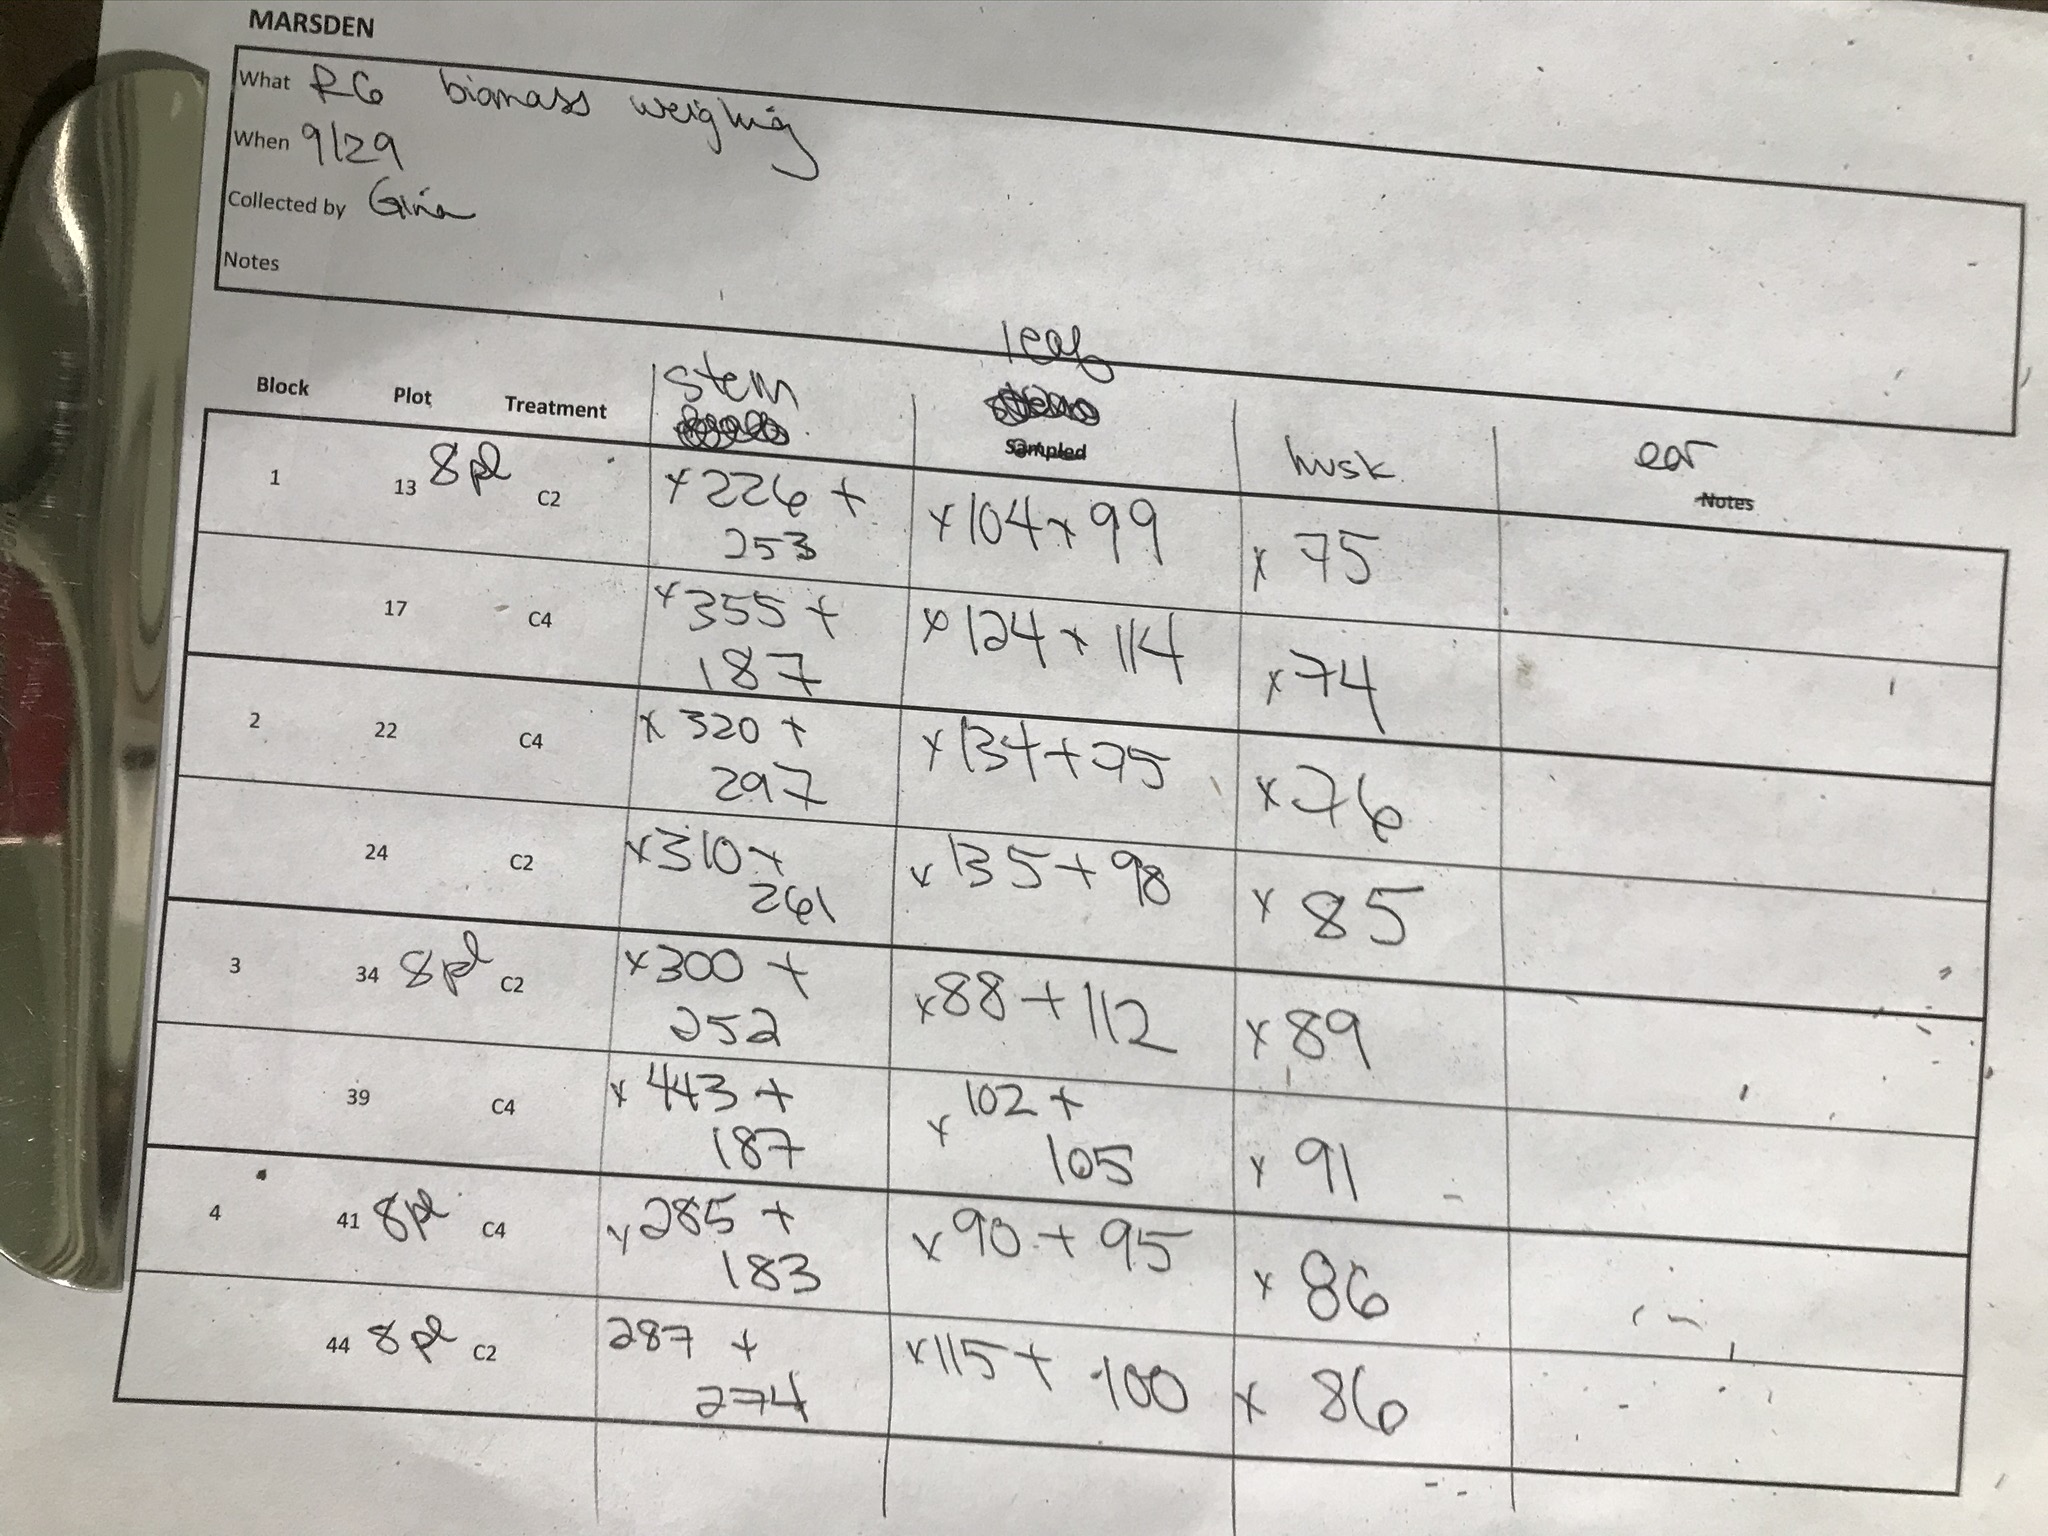 MARSDEN
What R6 biomass weighing
When 9/29
Collected by Gina
Notes
Block Plot Treatment stem leaf husk ear
Sampled Notes
1 13 8pl C2 x 226 + 253 x 104 x 99 x 75
17 C4 x 355 + 187 x 124 x 114 x 74
2 22 C4 x 320 + 297 x 134 + 75 x 76
24 C2 x 310 + 261 x 135 + 98 x 85
3 34 8pl C2 x 300 + 252 x 88 + 112 x 89
39 C4 x 443 + 187 x 102 + 105 x 91
4 41 8pl C4 x 285 + 183 x 90 + 95 x 86
44 8pl C2 287 + 274 x 115 + 100 x 86